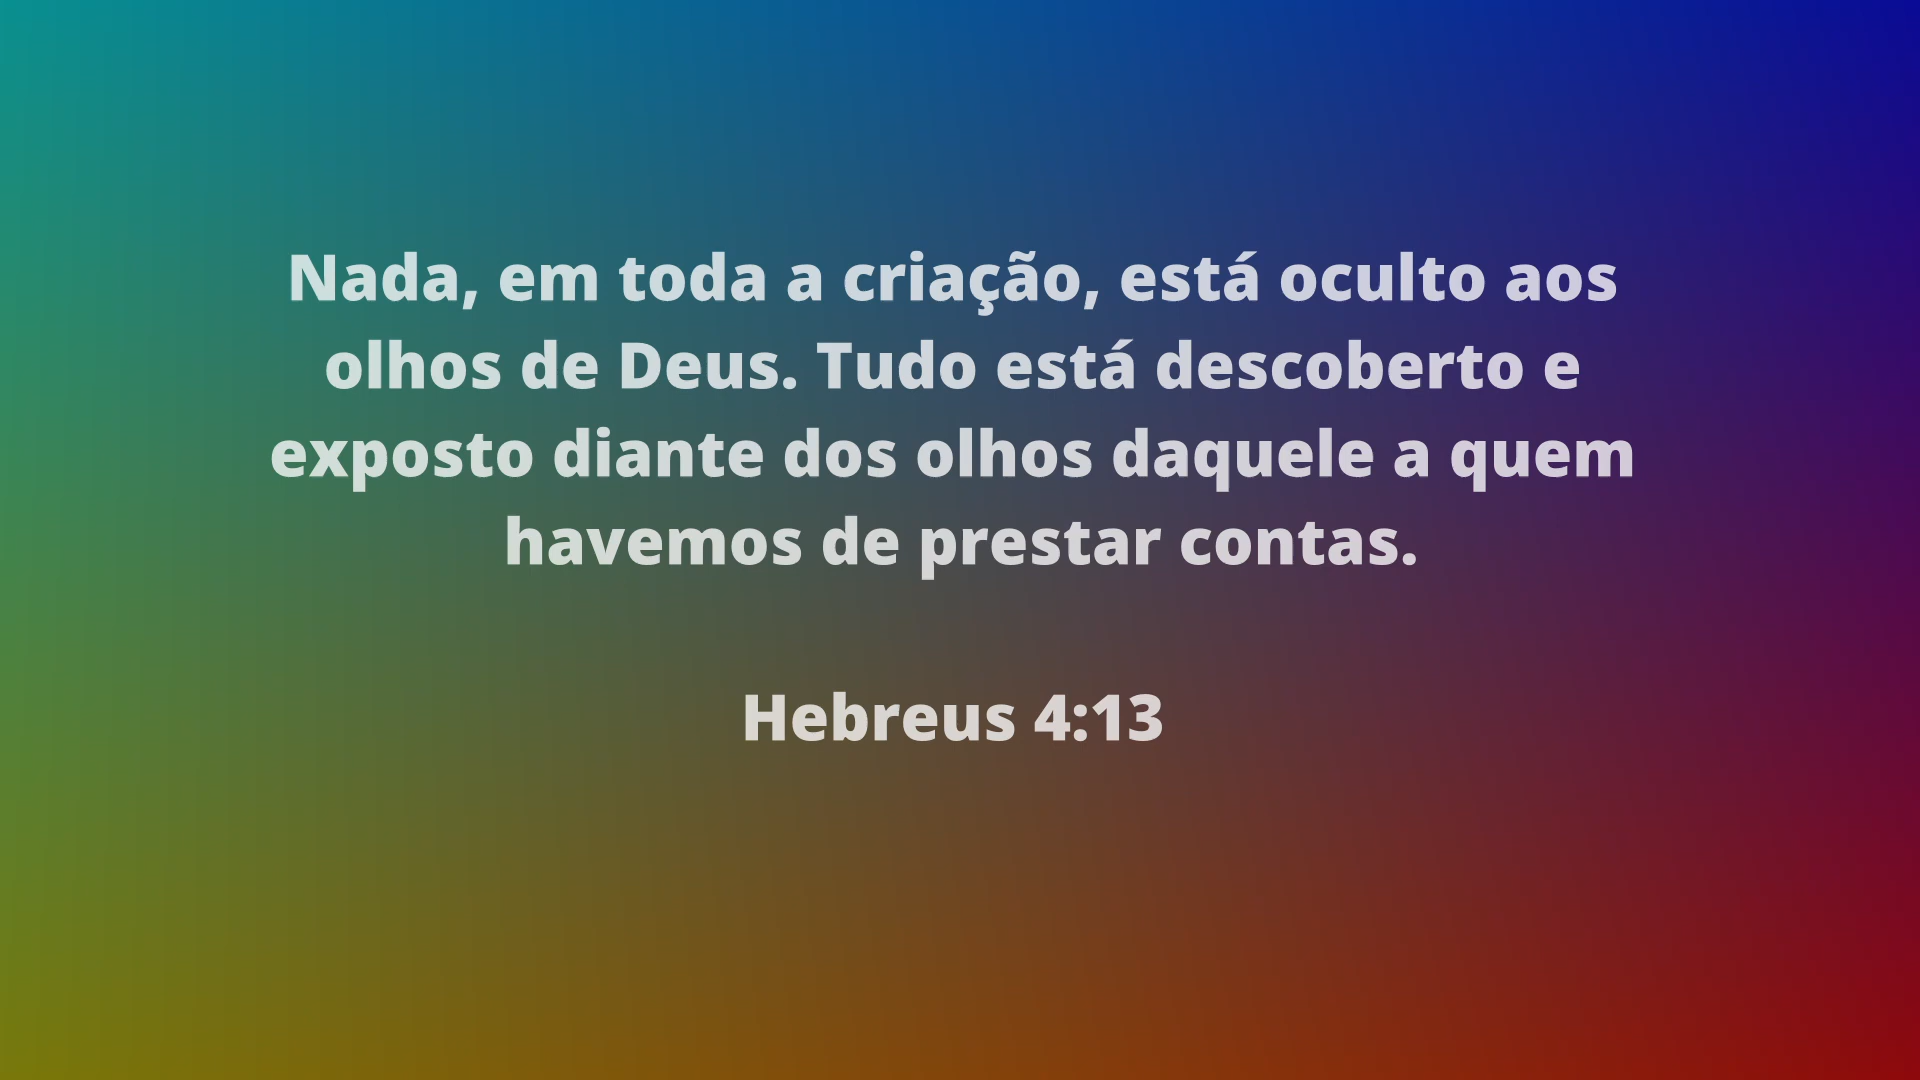 Nada, em toda a criação, está oculto aos
olhos de Deus. Tudo está descoberto e
exposto diante dos olhos daquele a quem
havemos de prestar contas.
Hebreus 4:13